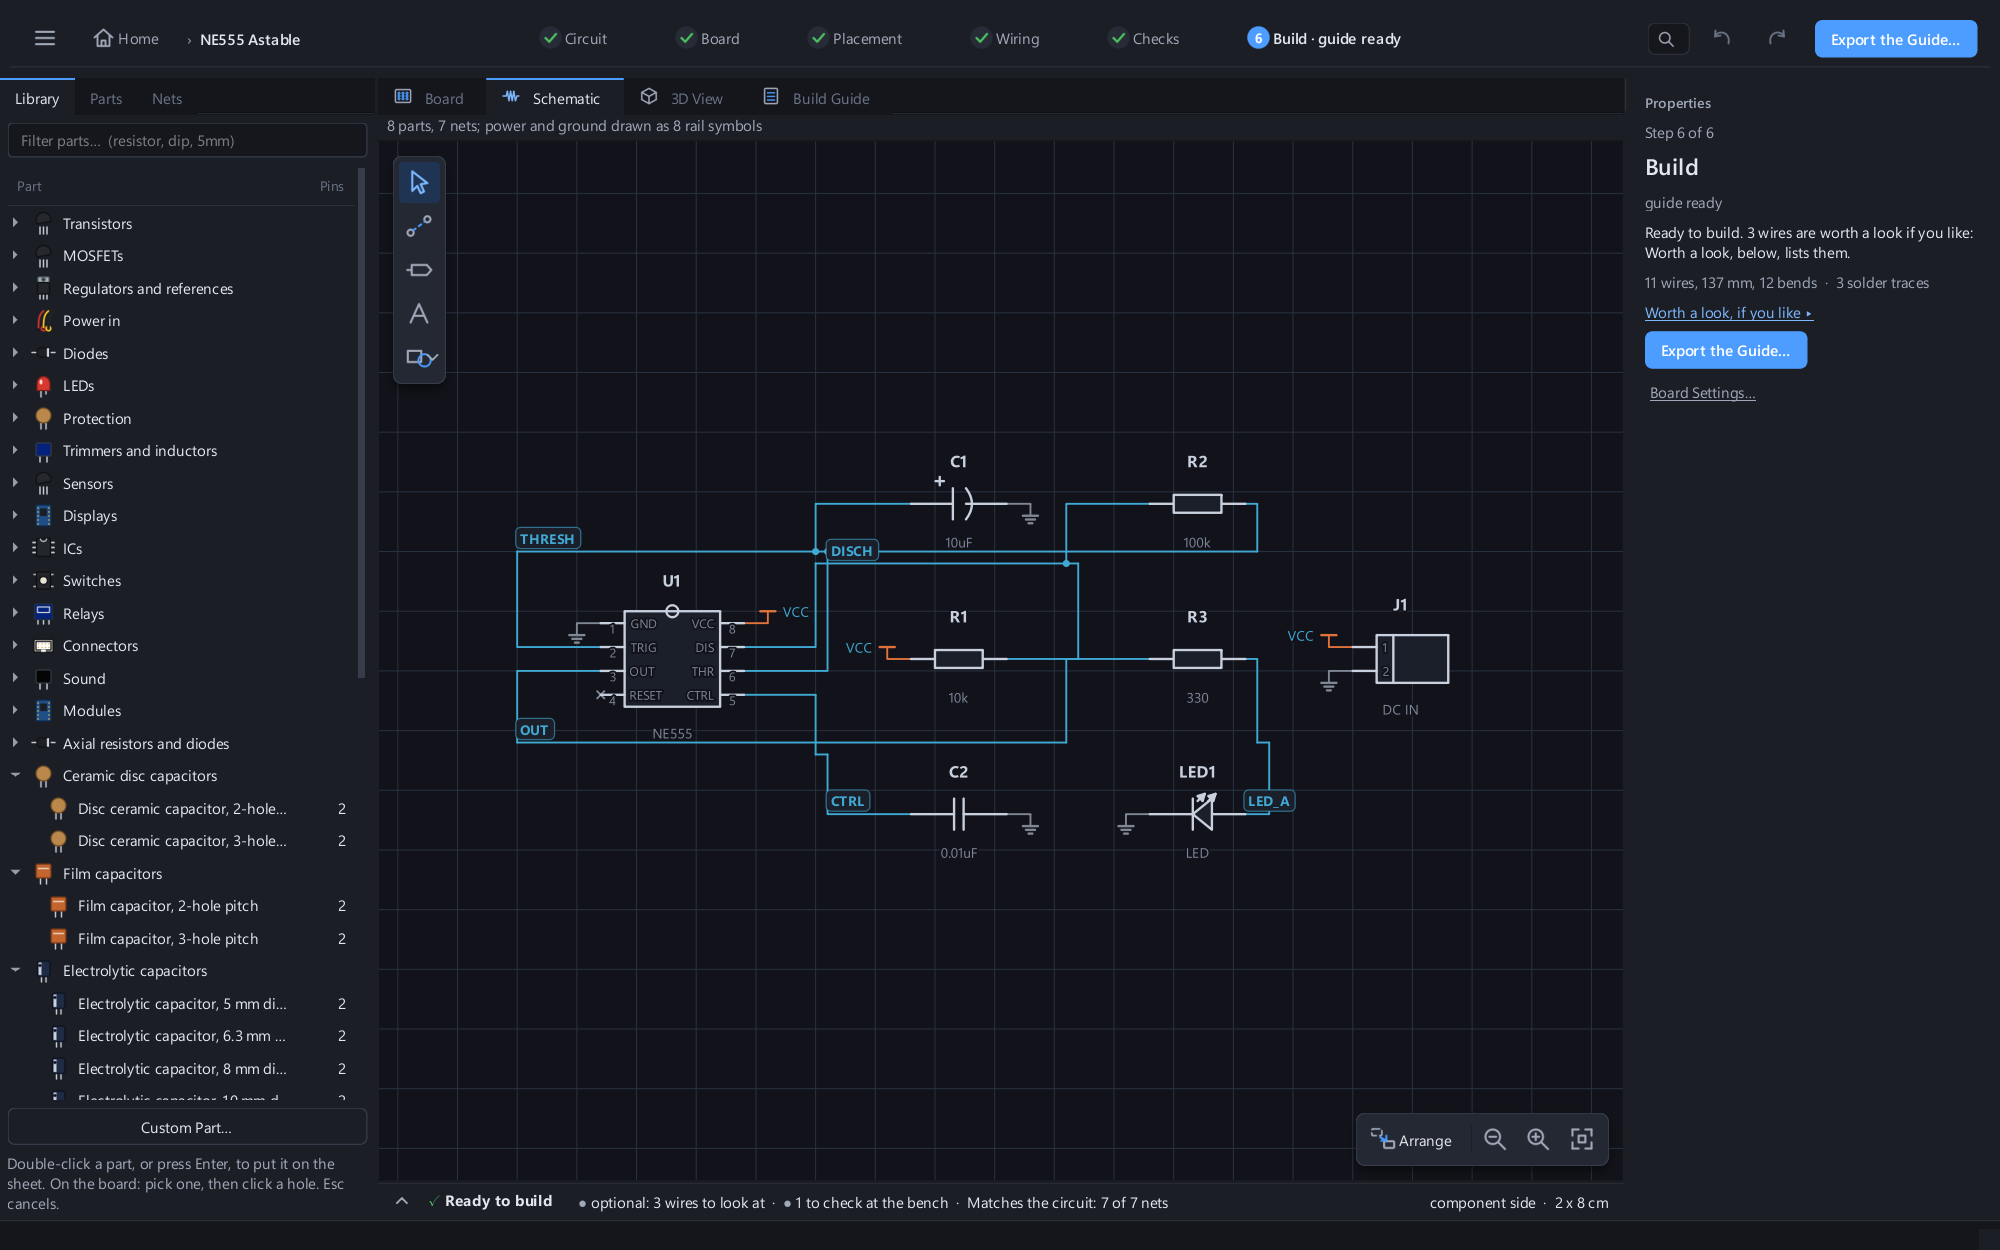 Home › NE555 Astable
Circuit
Board
Placement
Wiring
Checks
6 Build · guide ready
Export the Guide...
Library
Parts
Nets
Board
Schematic
3D View
Build Guide
Filter parts... (resistor, dip, 5mm)
Part Pins
Transistors
MOSFETs
Regulators and references
Power in
Diodes
LEDs
Protection
Trimmers and inductors
Sensors
Displays
ICs
Switches
Relays
Connectors
Sound
Modules
Axial resistors and diodes
Ceramic disc capacitors
Disc ceramic capacitor, 2-hole... 2
Disc ceramic capacitor, 3-hole... 2
Film capacitors
Film capacitor, 2-hole pitch 2
Film capacitor, 3-hole pitch 2
Electrolytic capacitors
Electrolytic capacitor, 5 mm di... 2
Electrolytic capacitor, 6.3 mm ... 2
Electrolytic capacitor, 8 mm di... 2
Custom Part...
Double-click a part, or press Enter, to put it on the
sheet. On the board: pick one, then click a hole. Esc
cancels.
8 parts, 7 nets; power and ground drawn as 8 rail symbols
C1
+
10uF
R2
100k
THRESH
DISCH
U1
VCC
1 GND VCC 8
2 TRIG DIS 7
3 OUT THR 6
4 RESET CTRL 5
NE555
OUT
R1
VCC
10k
R3
330
J1
VCC
1
2
DC IN
C2
CTRL
0.01uF
LED1
LED_A
LED
Arrange
Ready to build
optional: 3 wires to look at · 1 to check at the bench · Matches the circuit: 7 of 7 nets
component side · 2 x 8 cm
Properties
Step 6 of 6
Build
guide ready
Ready to build. 3 wires are worth a look if you like:
Worth a look, below, lists them.
11 wires, 137 mm, 12 bends · 3 solder traces
Worth a look, if you like ▸
Export the Guide...
Board Settings...